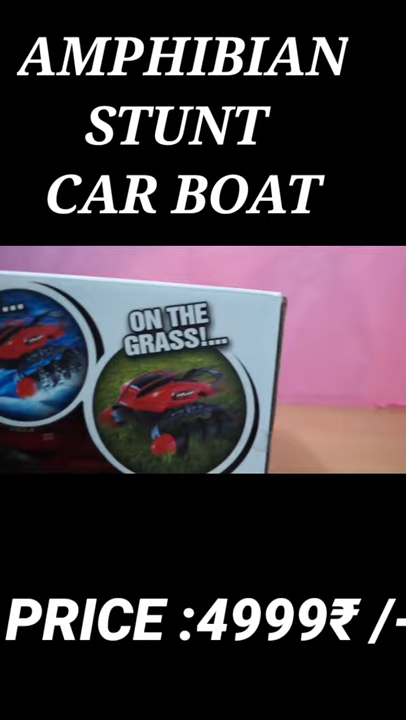 AMPHIBIAN
STUNT
CAR BOAT
...
ON THE
GRASS!...
PRICE :4999₹ /-